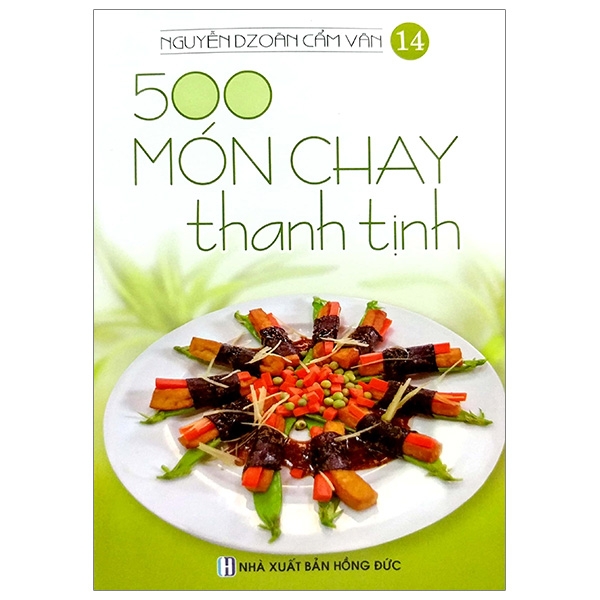 NGUYỄN DZOÃN CẨM VÂN 14
500
MÓN CHAY
thanh tịnh
NHÀ XUẤT BẢN HỒNG ĐỨC